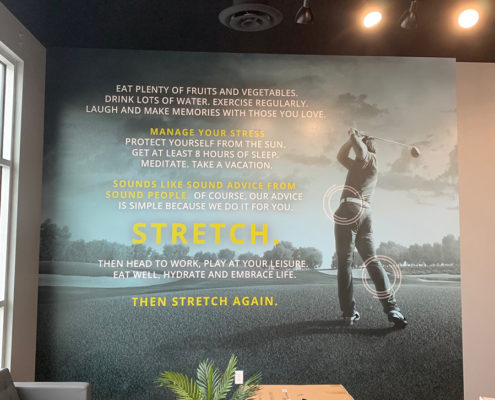 EAT PLENTY OF FRUITS AND VEGETABLES.
DRINK LOTS OF WATER. EXERCISE REGULARLY.
LAUGH AND MAKE MEMORIES WITH THOSE YOU LOVE.
MANAGE YOUR STRESS
PROTECT YOURSELF FROM THE SUN.
GET AT LEAST 8 HOURS OF SLEEP.
MEDITATE. TAKE A VACATION.
SOUNDS LIKE SOUND ADVICE FROM
SOUND PEOPLE. OF COURSE, OUR ADVICE
IS SIMPLE BECAUSE WE DO IT FOR YOU.
STRETCH.
THEN HEAD TO WORK, PLAY AT YOUR LEISURE.
EAT WELL, HYDRATE AND EMBRACE LIFE.
THEN STRETCH AGAIN.